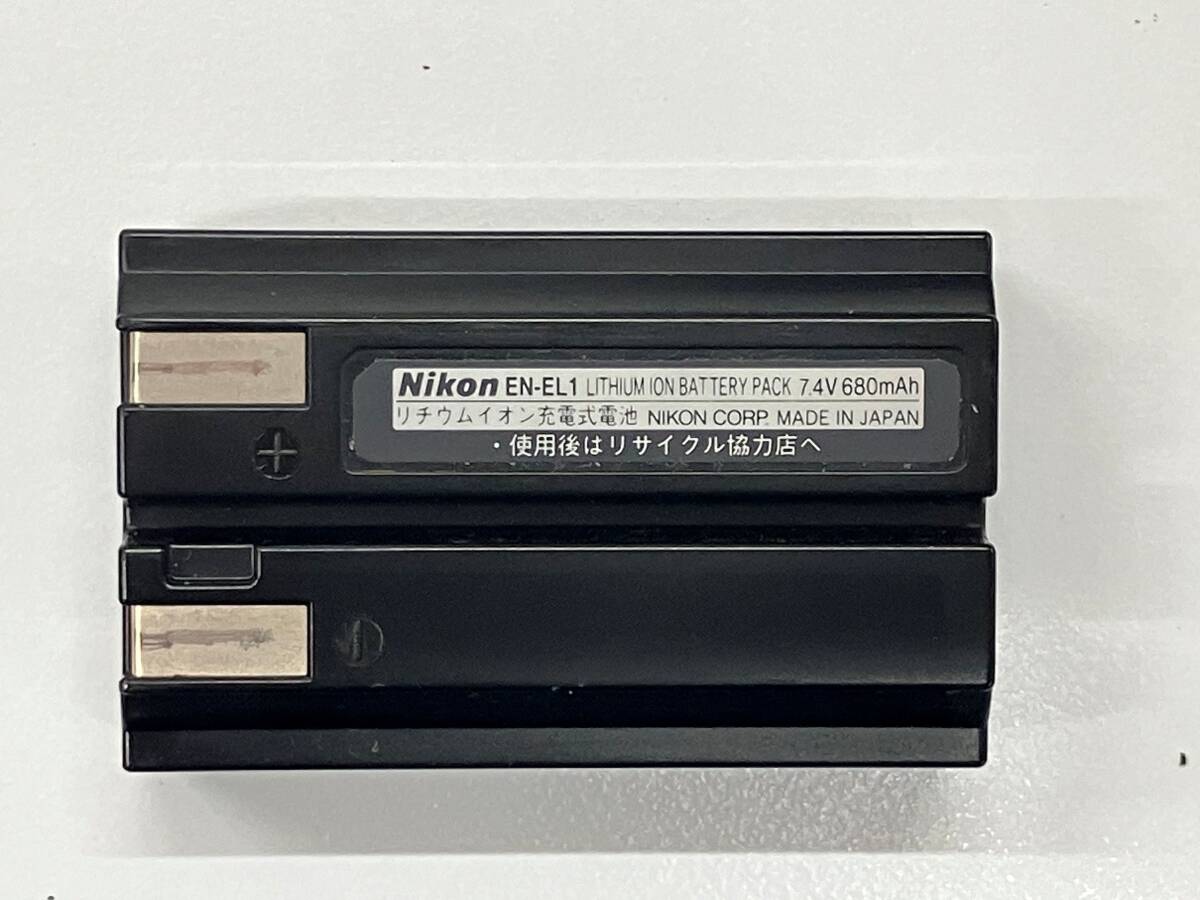 Nikon EN-EL1 LITHIUM ION BATTERY PACK 7.4V 680mAh
リチウムイオン充電式電池 NIKON CORP. MADE IN JAPAN
・使用後はリサイクル協力店へ